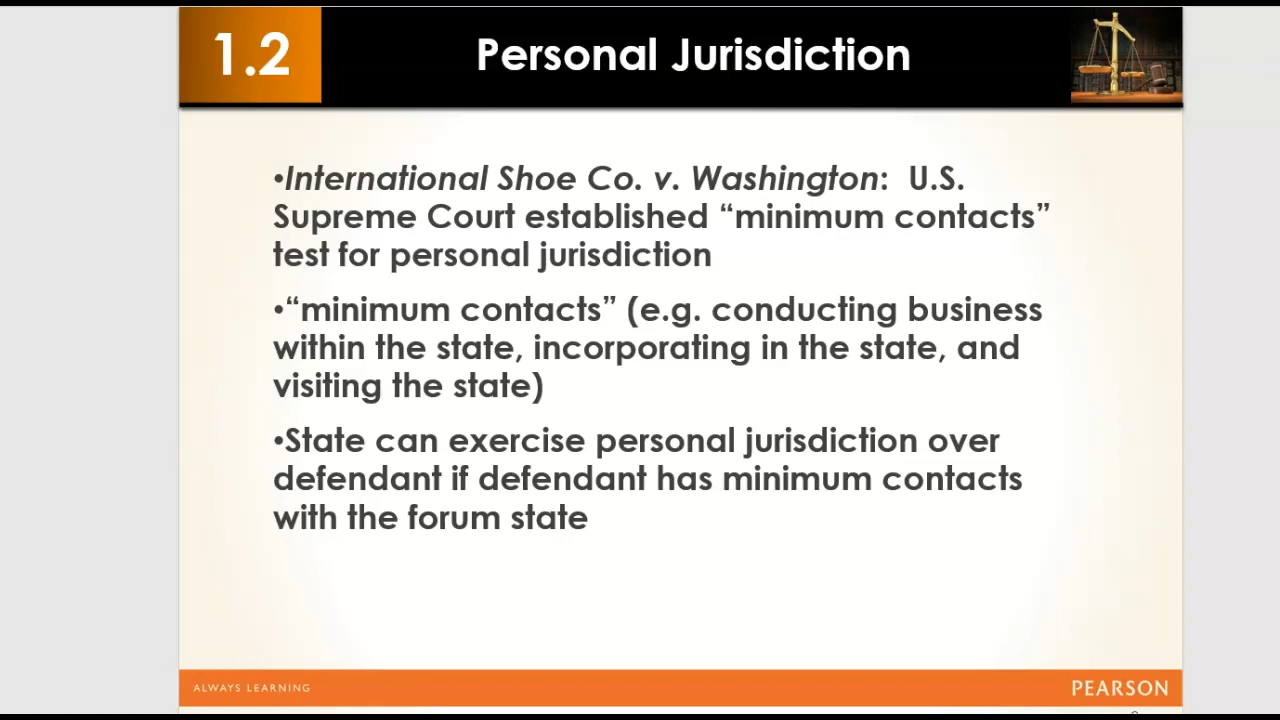 1.2
Personal Jurisdiction
•International Shoe Co. v. Washington:  U.S.
Supreme Court established “minimum contacts”
test for personal jurisdiction
•“minimum contacts” (e.g. conducting business
within the state, incorporating in the state, and
visiting the state)
•State can exercise personal jurisdiction over
defendant if defendant has minimum contacts
with the forum state
ALWAYS LEARNING
PEARSON